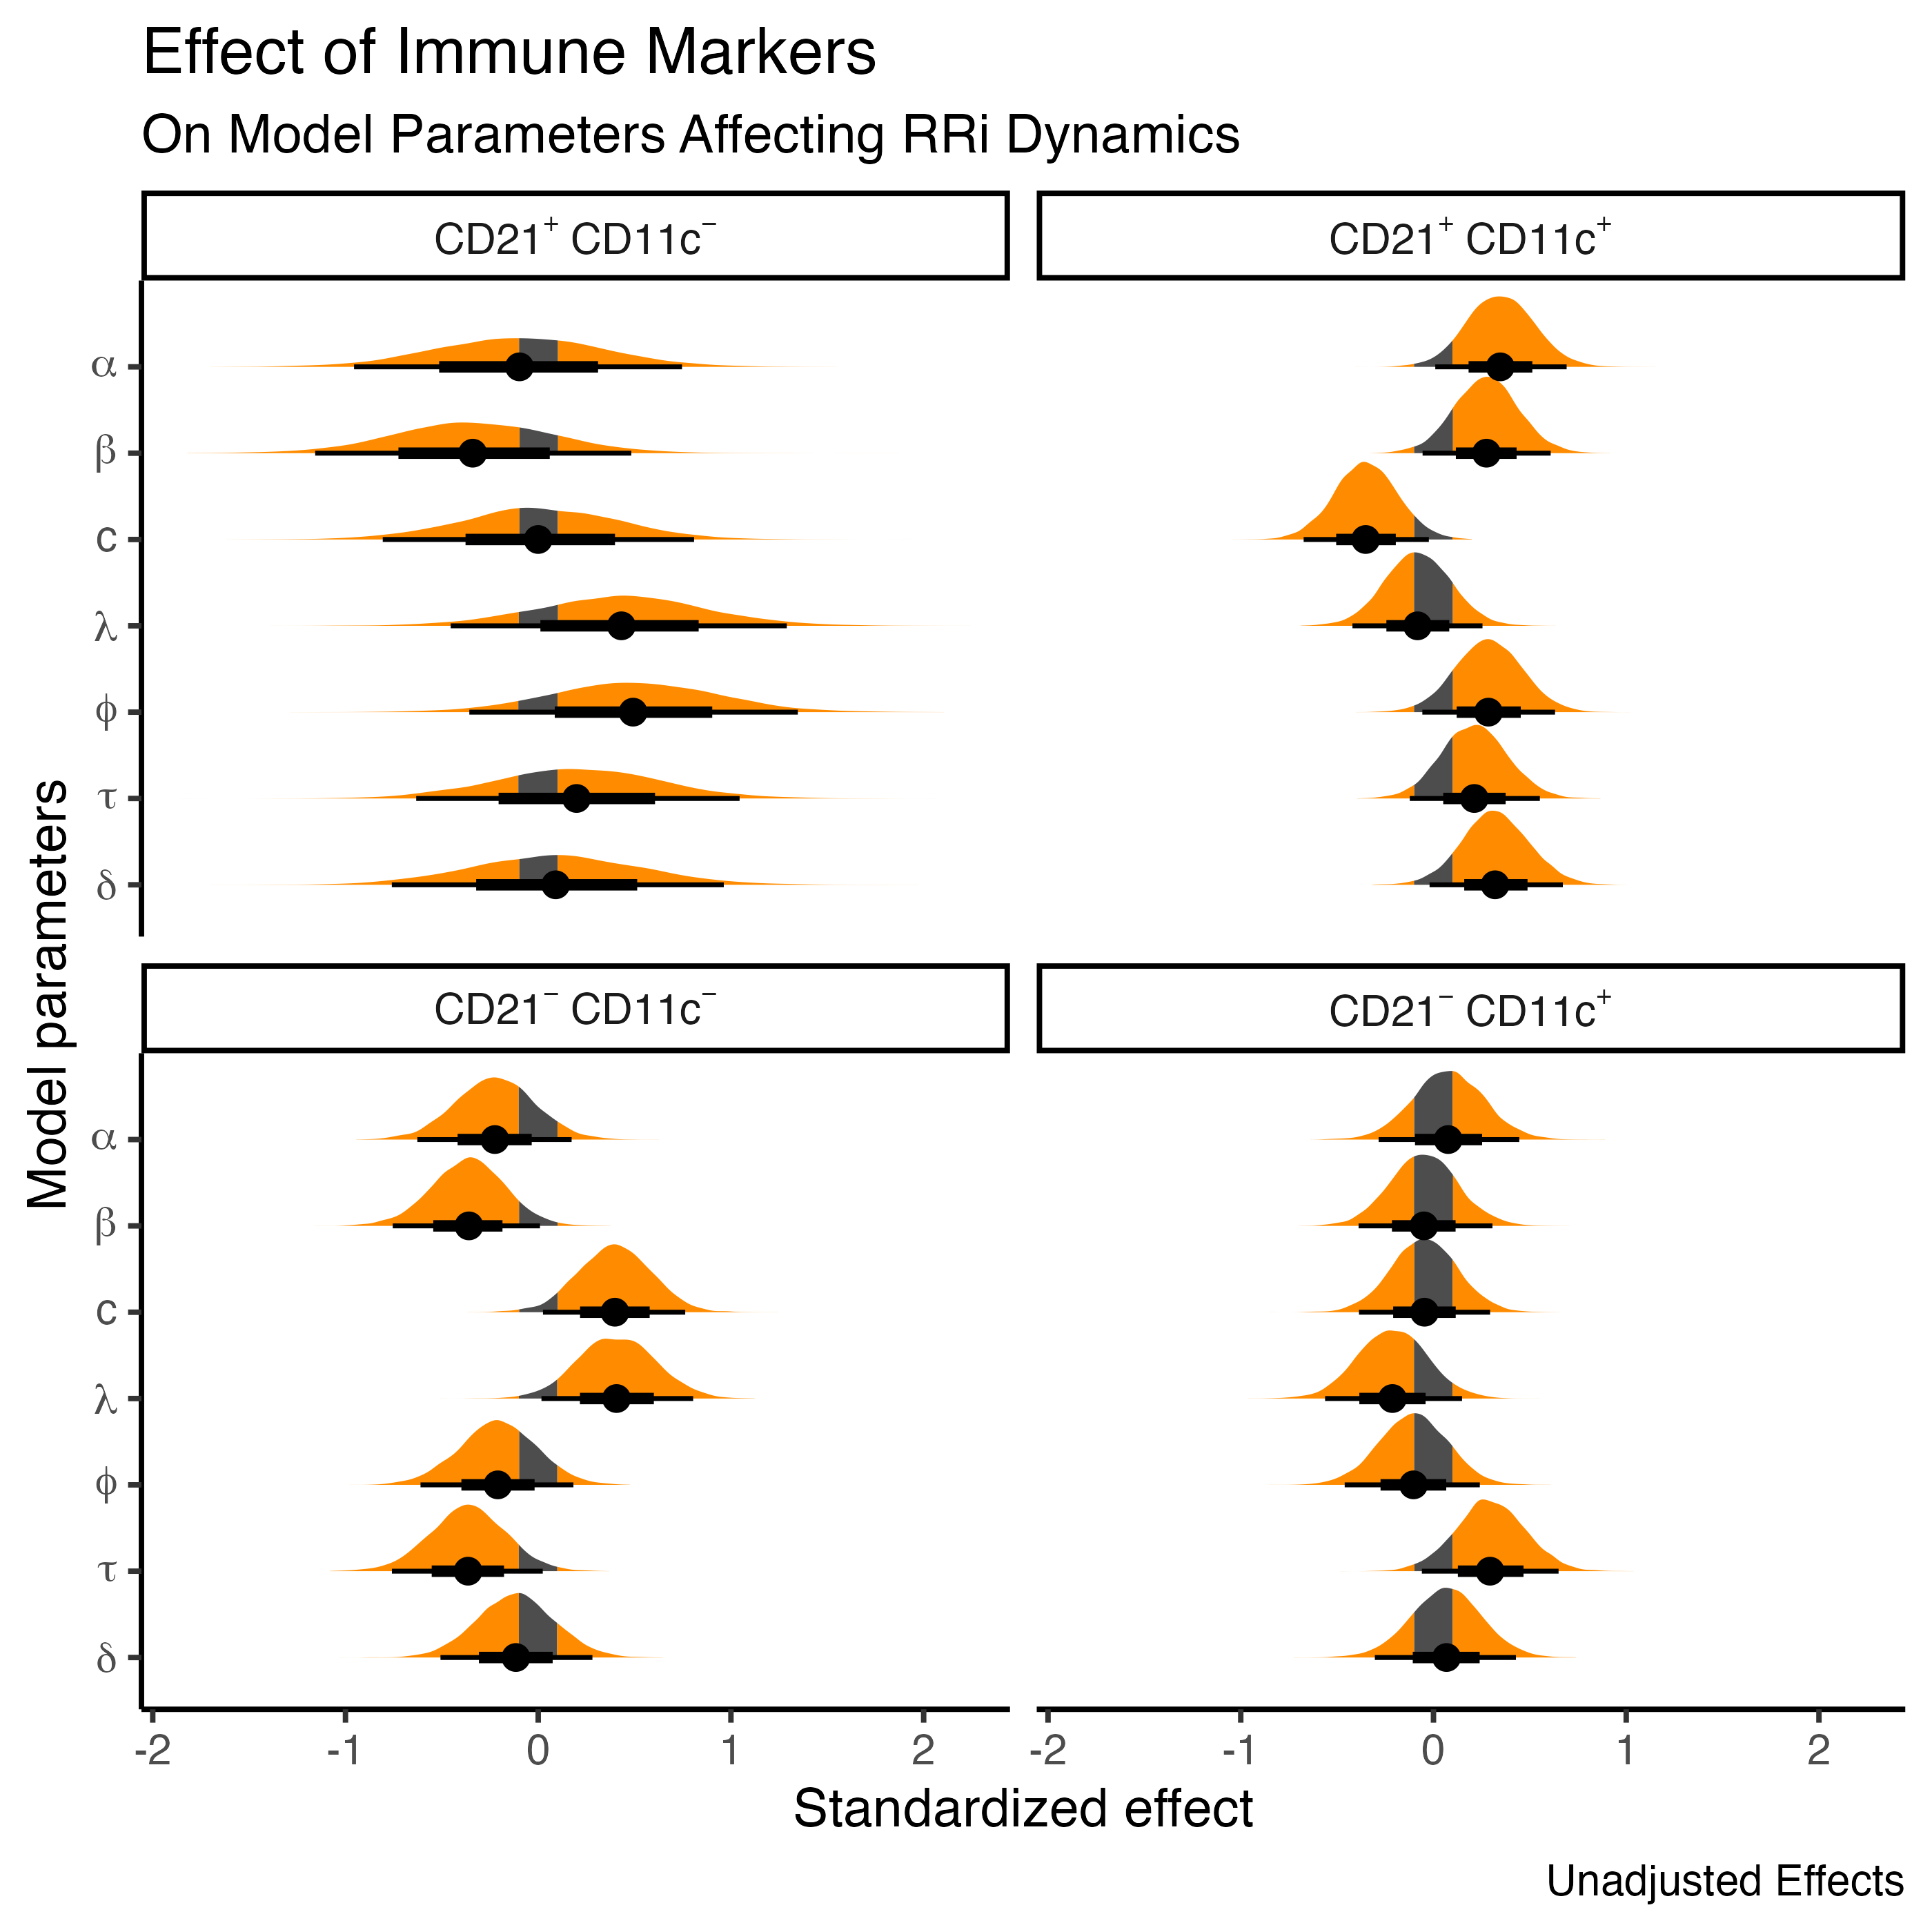 Effect of Immune Markers
On Model Parameters Affecting RRi Dynamics
CD21⁺ CD11c⁻
CD21⁺ CD11c⁺
α
β
c
λ
ϕ
τ
δ
Model parameters
CD21⁻ CD11c⁻
CD21⁻ CD11c⁺
α
β
c
λ
ϕ
τ
δ
-2 -1 0 1 2 -2 -1 0 1 2
Standardized effect
Unadjusted Effects